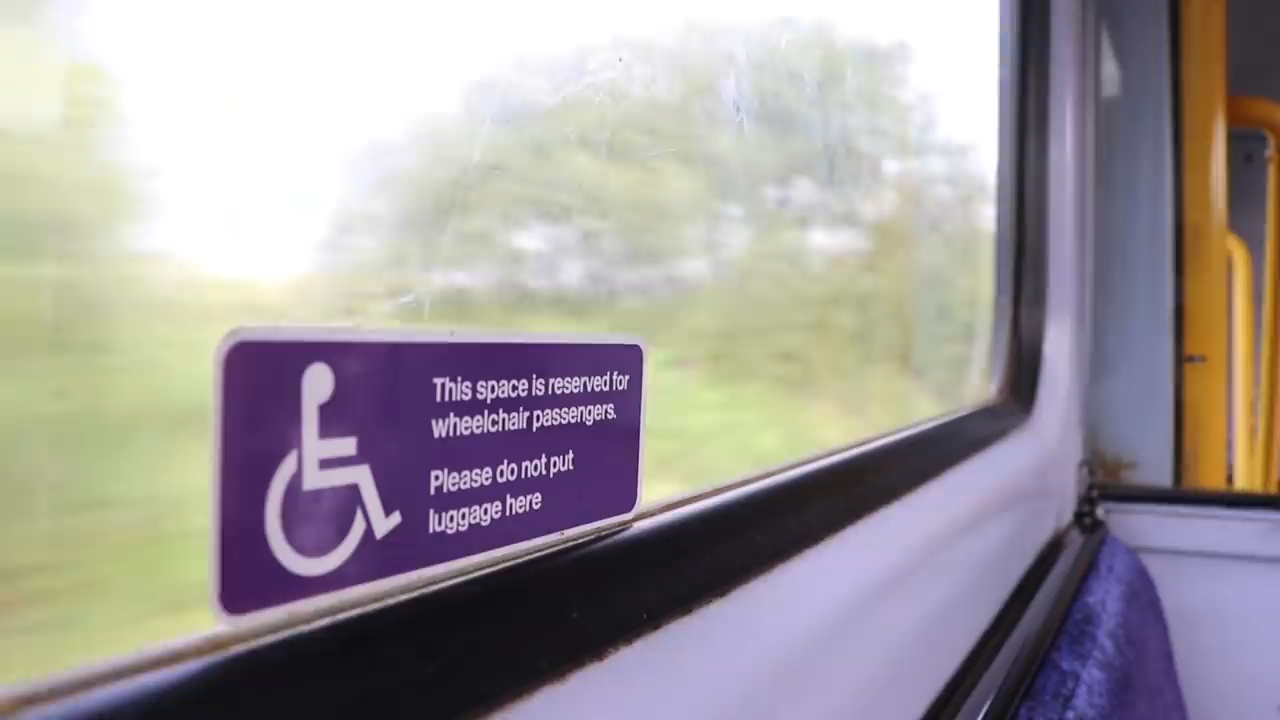 This space is reserved for
wheelchair passengers.
Please do not put
luggage here